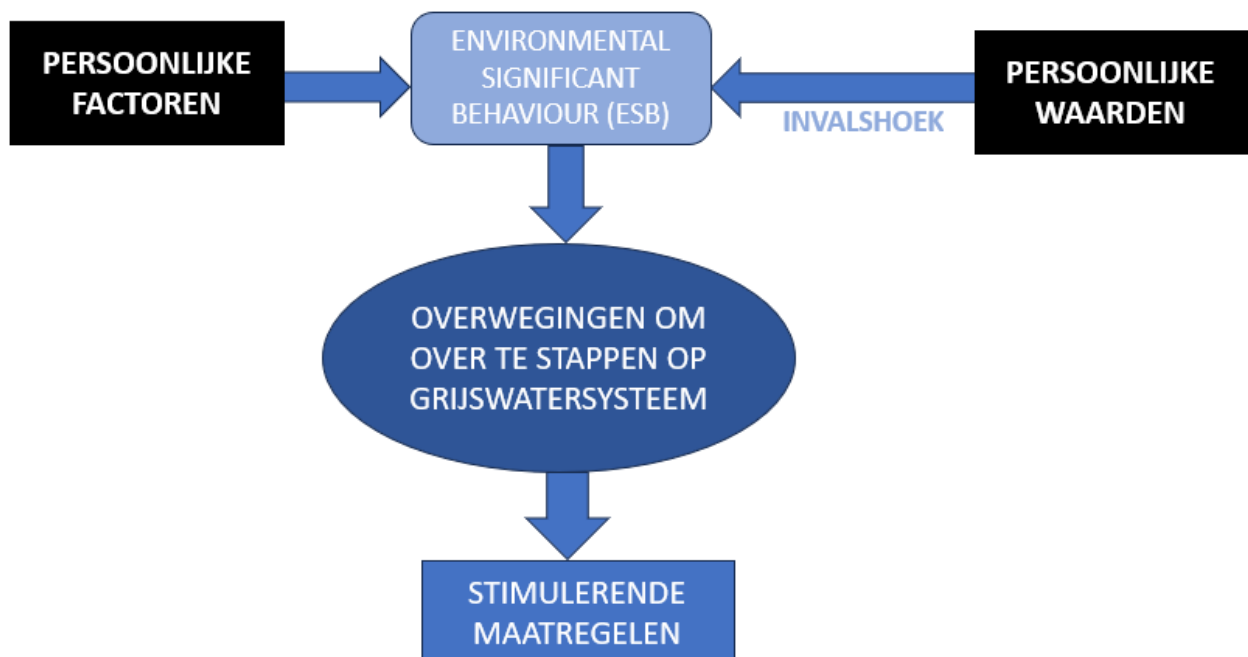 PERSOONLIJKE
FACTOREN
ENVIRONMENTAL
SIGNIFICANT
BEHAVIOUR (ESB)
INVALSHOEK
PERSOONLIJKE
WAARDEN
OVERWEGINGEN OM
OVER TE STAPPEN OP
GRIJSWATERSYSTEEM
STIMULERENDE
MAATREGELEN